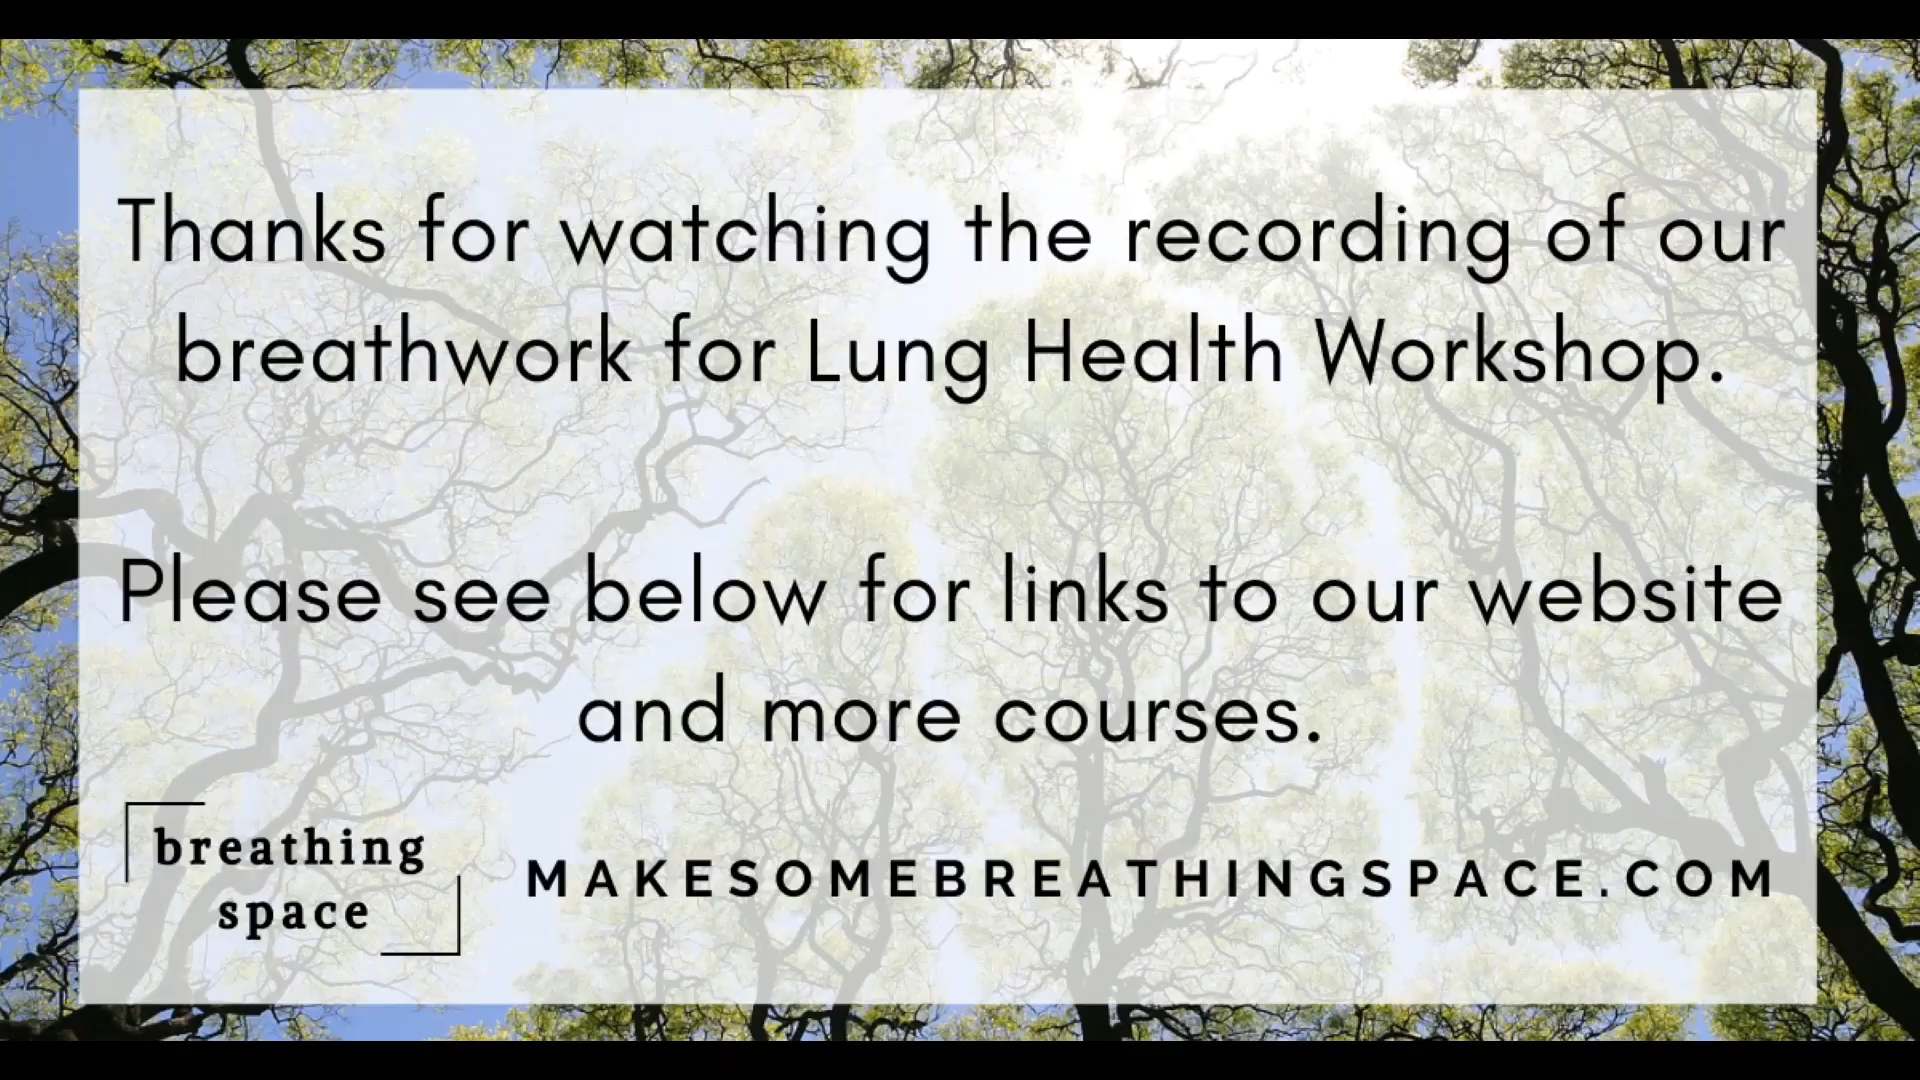 Thanks for watching the recording of our
breathwork for Lung Health Workshop.
Please see below for links to our website
and more courses.
breathing
space
MAKESOMEBREATHINGSPACE.COM